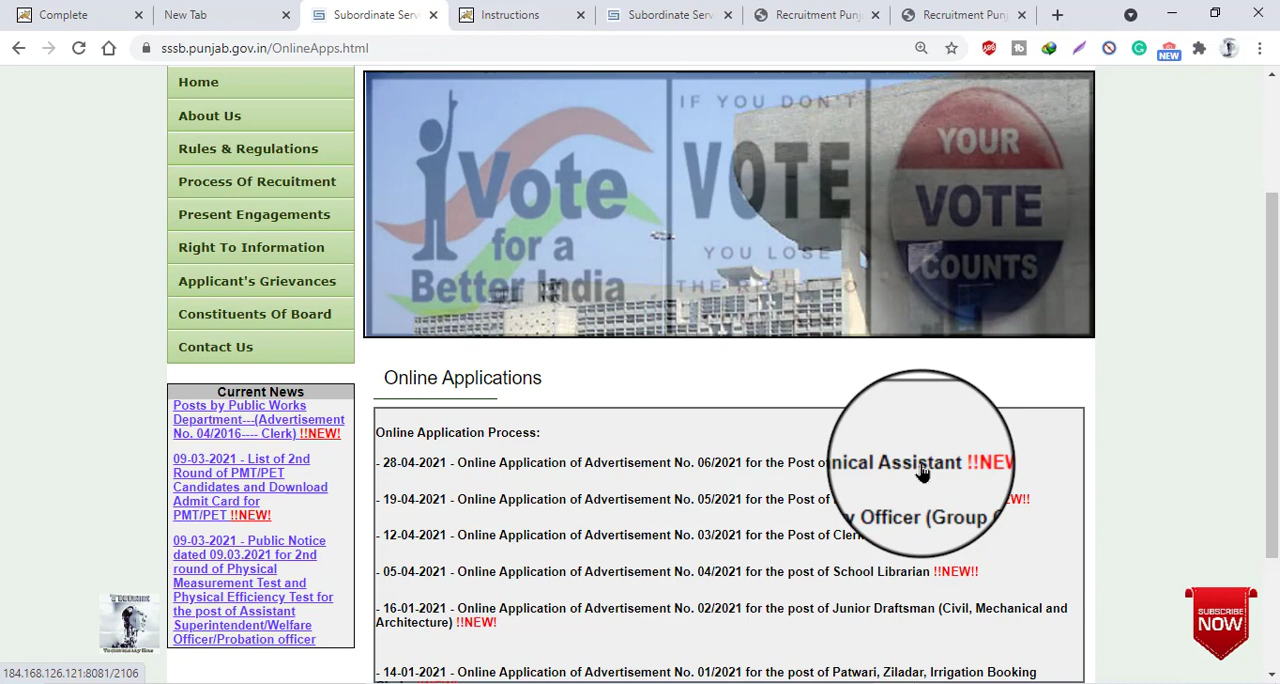 Complete
New Tab
Subordinate Serv
Instructions
Subordinate Serv
Recruitment Punj
Recruitment Punj
sssb.punjab.gov.in/OnlineApps.html
NEW
Home
About Us
Rules & Regulations
Process Of Recuitment
Present Engagements
Right To Information
Applicant's Grievances
Constituents Of Board
Contact Us
Vote
for a
Better India
IF YOU DON'T
VOTE
YOU LOSE
THE RIGHT TO
YOUR
VOTE
COUNTS
Current News
Posts by Public Works
Department---(Advertisement
No. 04/2016---- Clerk) !!NEW!
09-03-2021 - List of 2nd
Round of PMT/PET
Candidates and Download
Admit Card for
PMT/PET !!NEW!
09-03-2021 - Public Notice
dated 09.03.2021 for 2nd
round of Physical
Measurement Test and
Physical Efficiency Test for
the post of Assistant
Superintendent/Welfare
Officer/Probation officer
Online Applications
Online Application Process:
- 28-04-2021 - Online Application of Advertisement No. 06/2021 for the Post o nical Assistant !!NEW
- 19-04-2021 - Online Application of Advertisement No. 05/2021 for the Post of W!!
y Officer (Group
- 12-04-2021 - Online Application of Advertisement No. 03/2021 for the Post of Cler
- 05-04-2021 - Online Application of Advertisement No. 04/2021 for the post of School Librarian !!NEW!!
- 16-01-2021 - Online Application of Advertisement No. 02/2021 for the post of Junior Draftsman (Civil, Mechanical and
Architecture) !!NEW!
- 14-01-2021 - Online Application of Advertisement No. 01/2021 for the post of Patwari, Ziladar, Irrigation Booking
SUBSCRIBE
NOW
184.168.126.121:8081/2106